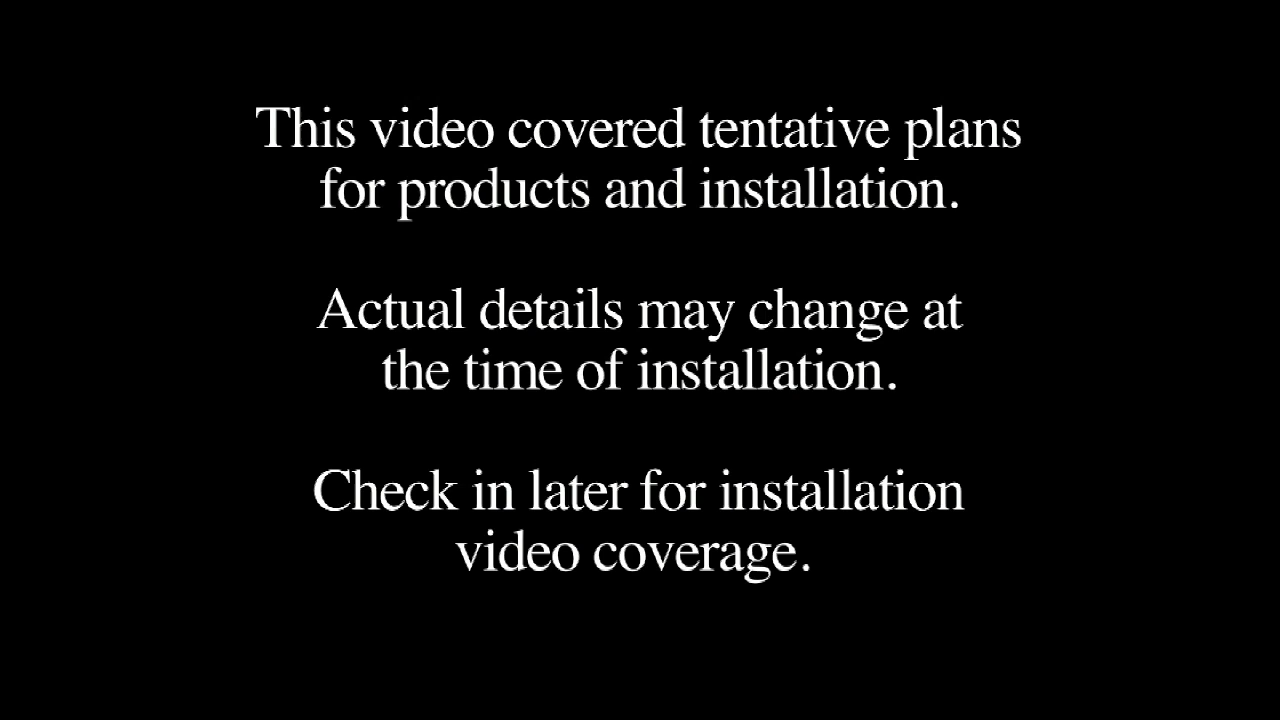 This video covered tentative plans
for products and installation.
Actual details may change at
the time of installation.
Check in later for installation
video coverage.